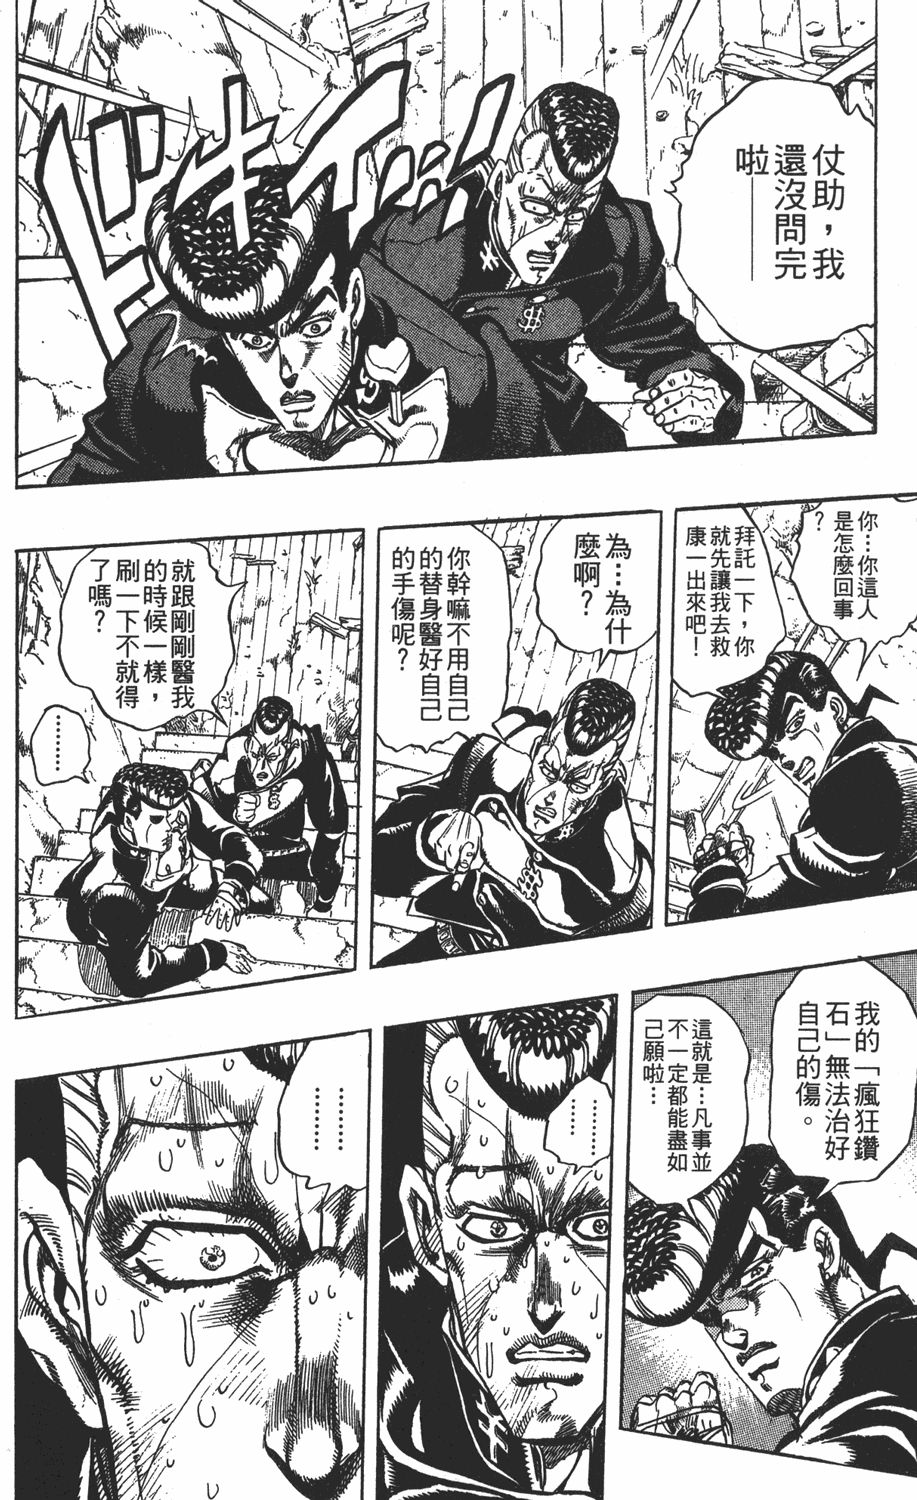 仗助，我
還沒問完
啦——
ドキイッ
你…你這人
是怎麼回事
？
拜託一下，你
就先讓我去救
康一出來吧！
為…為什
麼啊？
你幹嘛不用自己
的替身醫好自己
的手傷呢？
就跟剛剛醫我
的時候一樣，
刷一下不就得
了嗎？
………
我的「瘋狂鑽
石」無法治好
自己的傷。
這就是…凡事並
不一定都能盡如
己願啦…
………
………